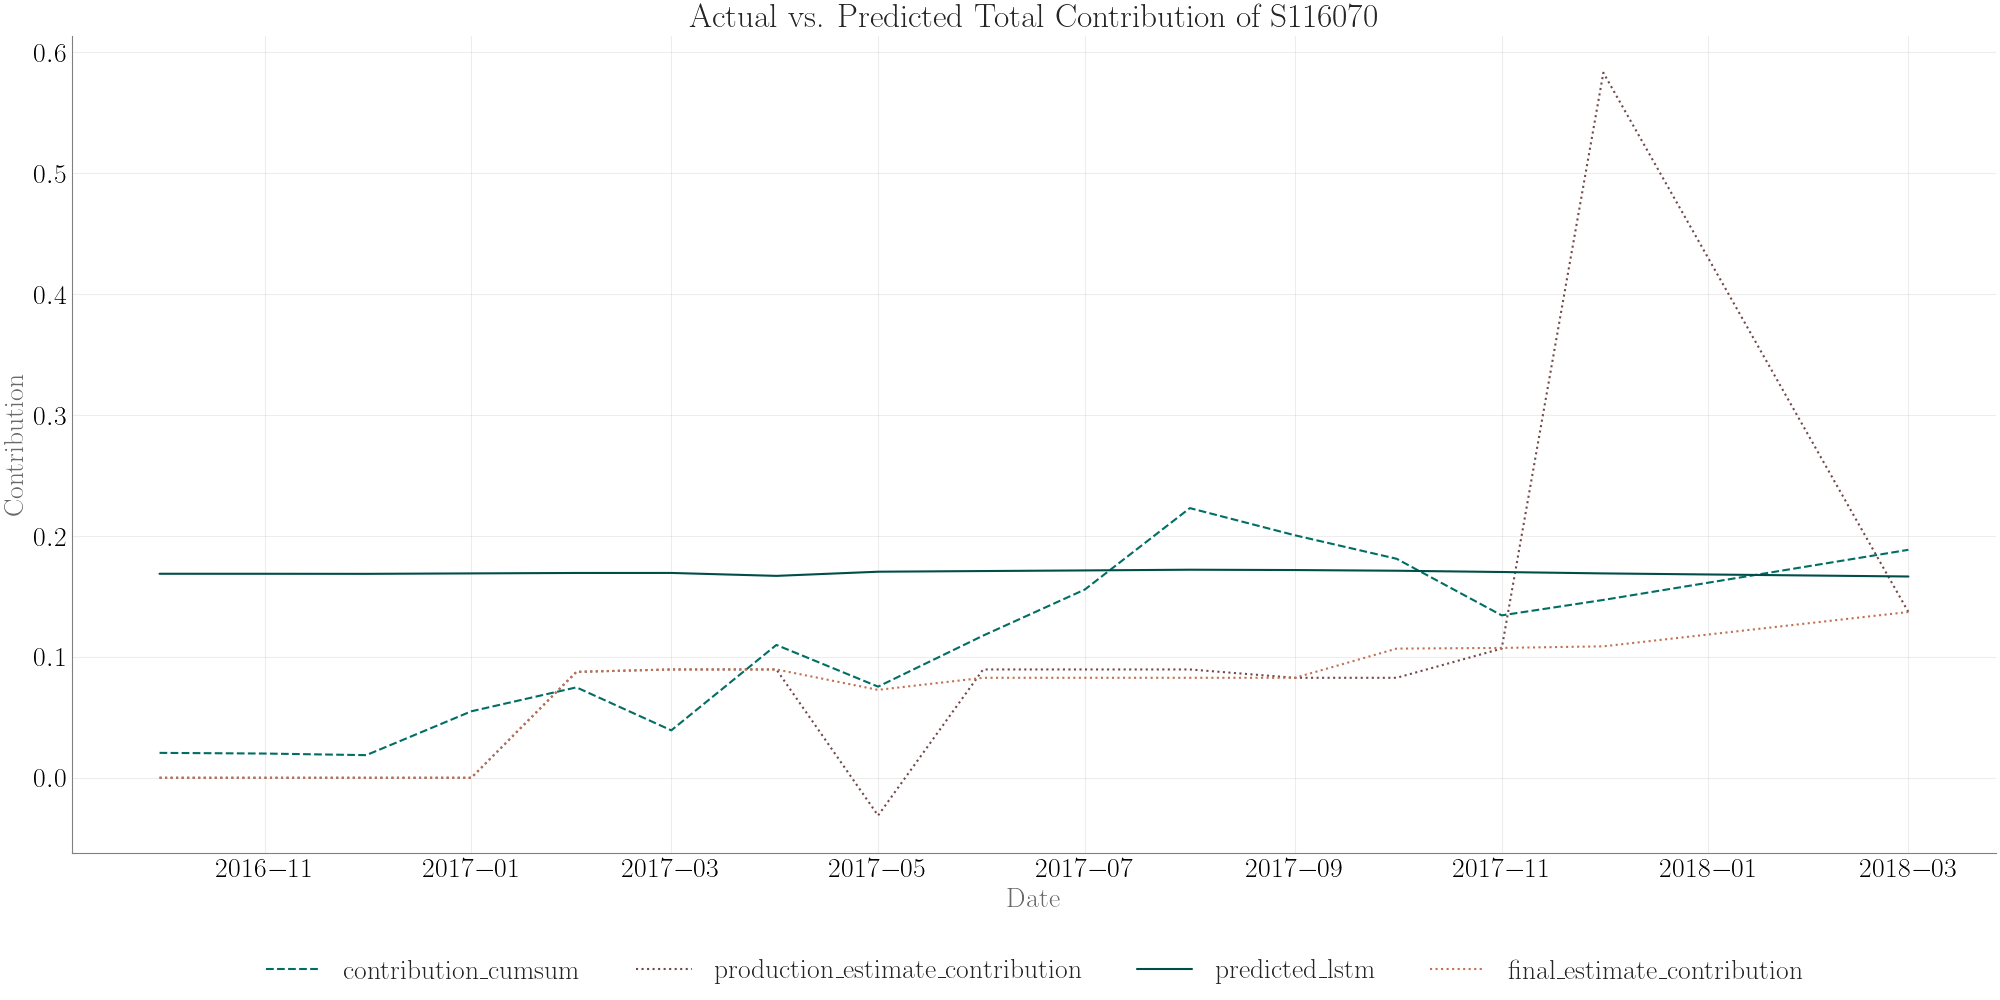 Actual vs. Predicted Total Contribution of S116070
0.6
0.5
0.4
0.3
0.2
0.1
0.0
Contribution
2016–11 2017–01 2017–03 2017–05 2017–07 2017–09 2017–11 2018–01 2018–03
Date
contribution_cumsum production_estimate_contribution predicted_lstm final_estimate_contribution